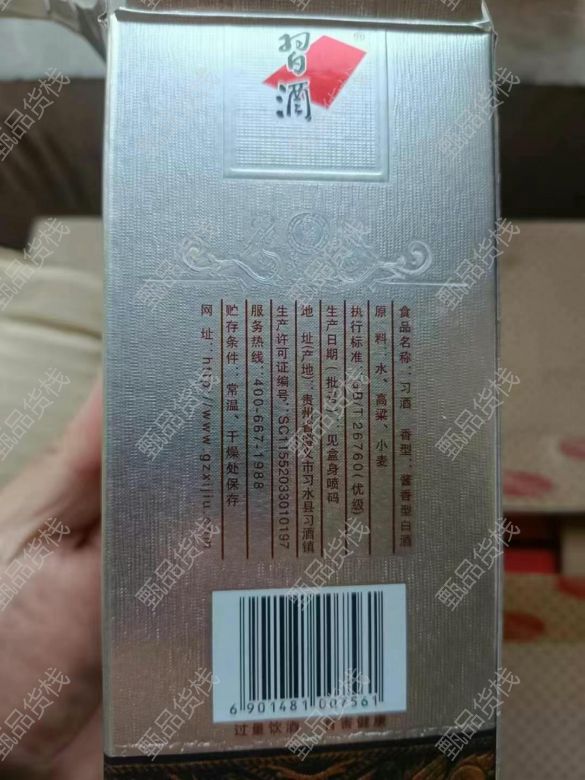 習酒
食品名称：习酒 香型：酱香型白酒
原料：水、高粱、小麦
执行标准：GB/T 26760(优级)
生产日期(批次)：见盒身喷码
地址(产地)：贵州省遵义市习水县习酒镇
生产许可证编号：SC11552033010197
服务热线：400-667-1988
贮存条件：常温、干燥处保存
网址：http://www.gzxijiu.
6 901481 007561
过量饮酒 害健康
甄品货栈